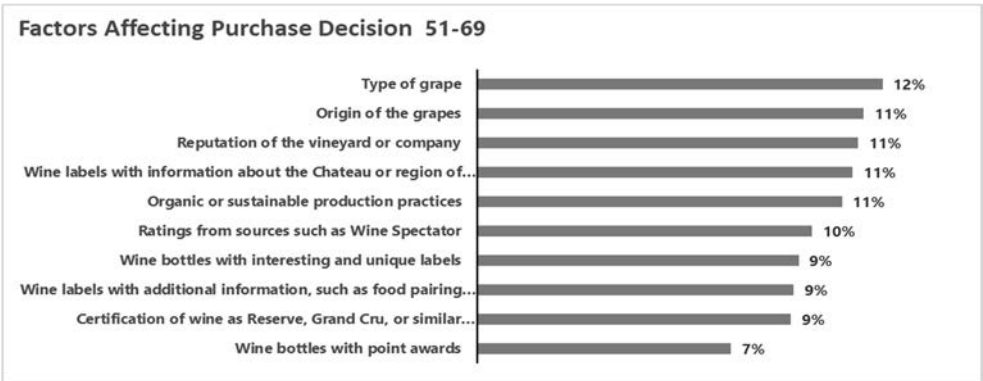 Factors Affecting Purchase Decision 51-69
Type of grape 12%
Origin of the grapes 11%
Reputation of the vineyard or company 11%
Wine labels with information about the Chateau or region of... 11%
Organic or sustainable production practices 11%
Ratings from sources such as Wine Spectator 10%
Wine bottles with interesting and unique labels 9%
Wine labels with additional information, such as food pairing... 9%
Certification of wine as Reserve, Grand Cru, or similar... 9%
Wine bottles with point awards 7%